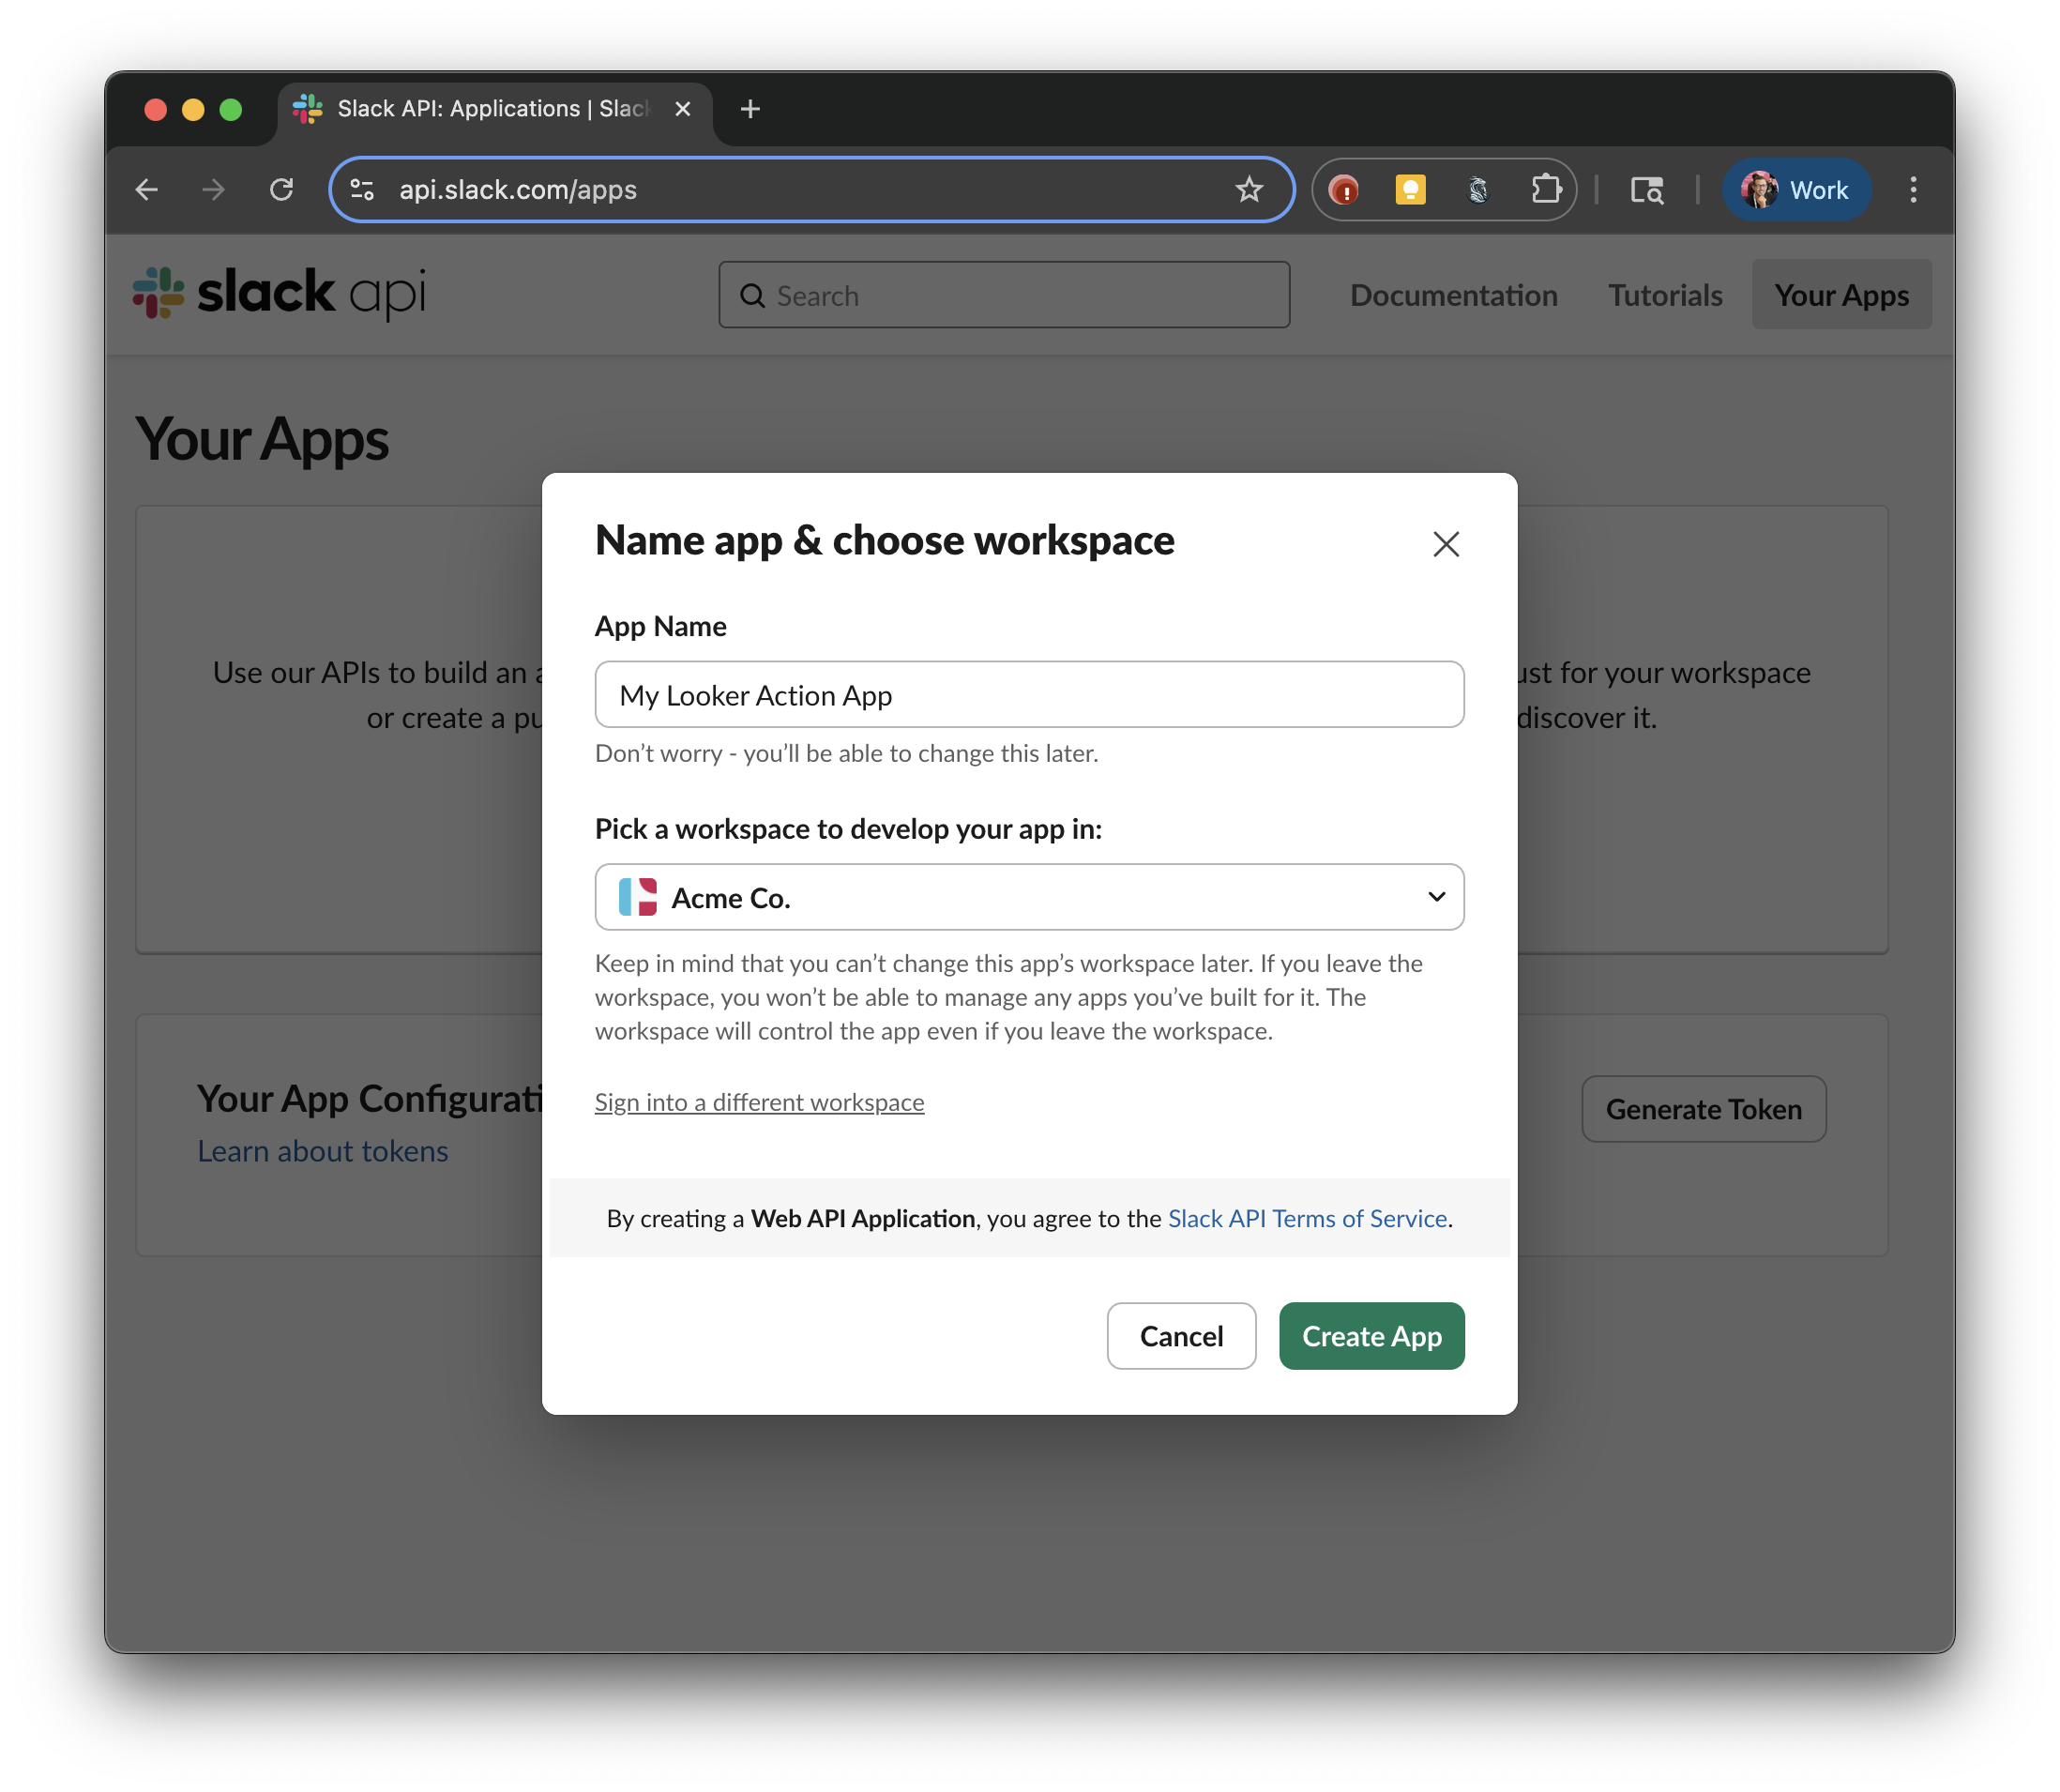 Slack API: Applications | Slack
api.slack.com/apps
Work
slack api
Search
Documentation
Tutorials
Your Apps
Your Apps
Use our APIs to build an a
or create a pu
ust for your workspace
discover it.
Name app & choose workspace
App Name
My Looker Action App
Don’t worry - you’ll be able to change this later.
Pick a workspace to develop your app in:
Acme Co.
Keep in mind that you can’t change this app’s workspace later. If you leave the
workspace, you won’t be able to manage any apps you’ve built for it. The
workspace will control the app even if you leave the workspace.
Sign into a different workspace
By creating a Web API Application, you agree to the Slack API Terms of Service.
Cancel
Create App
Your App Configurati
Learn about tokens
Generate Token